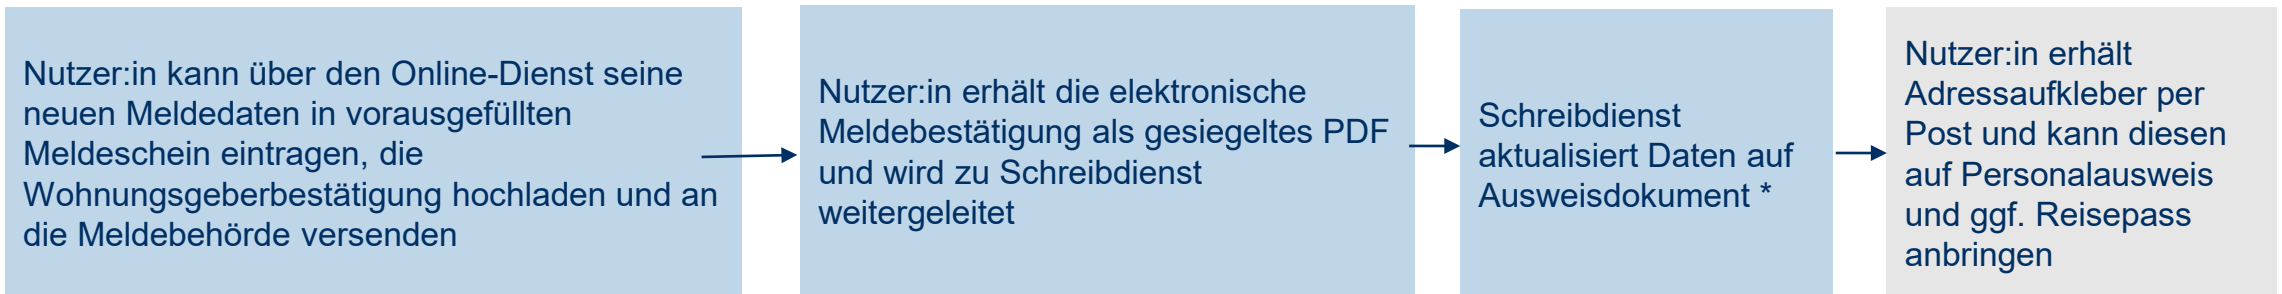 Nutzer:in kann über den Online-Dienst seine
neuen Meldedaten in vorausgefüllten
Meldeschein eintragen, die
Wohnungsgeberbestätigung hochladen und an
die Meldebehörde versenden
Nutzer:in erhält die elektronische
Meldebestätigung als gesiegeltes PDF
und wird zu Schreibdienst
weitergeleitet
Schreibdienst
aktualisiert Daten auf
Ausweisdokument *
Nutzer:in erhält
Adressaufkleber per
Post und kann diesen
auf Personalausweis
und ggf. Reisepass
anbringen